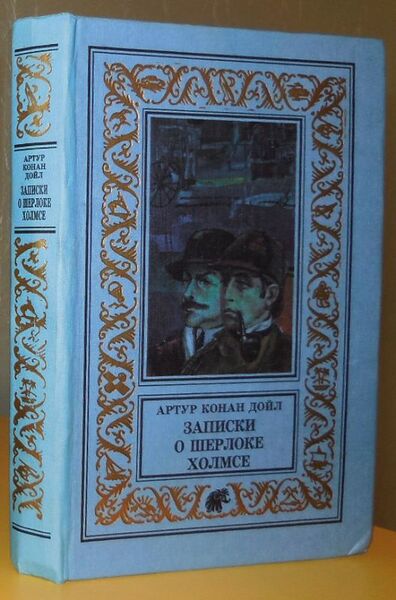 АРТУР
КОНАН
ДОЙЛ
ЗАПИСКИ
О ШЕРЛОКЕ
ХОЛМСЕ
АРТУР КОНАН ДОЙЛ
ЗАПИСКИ
О ШЕРЛОКЕ
ХОЛМСЕ